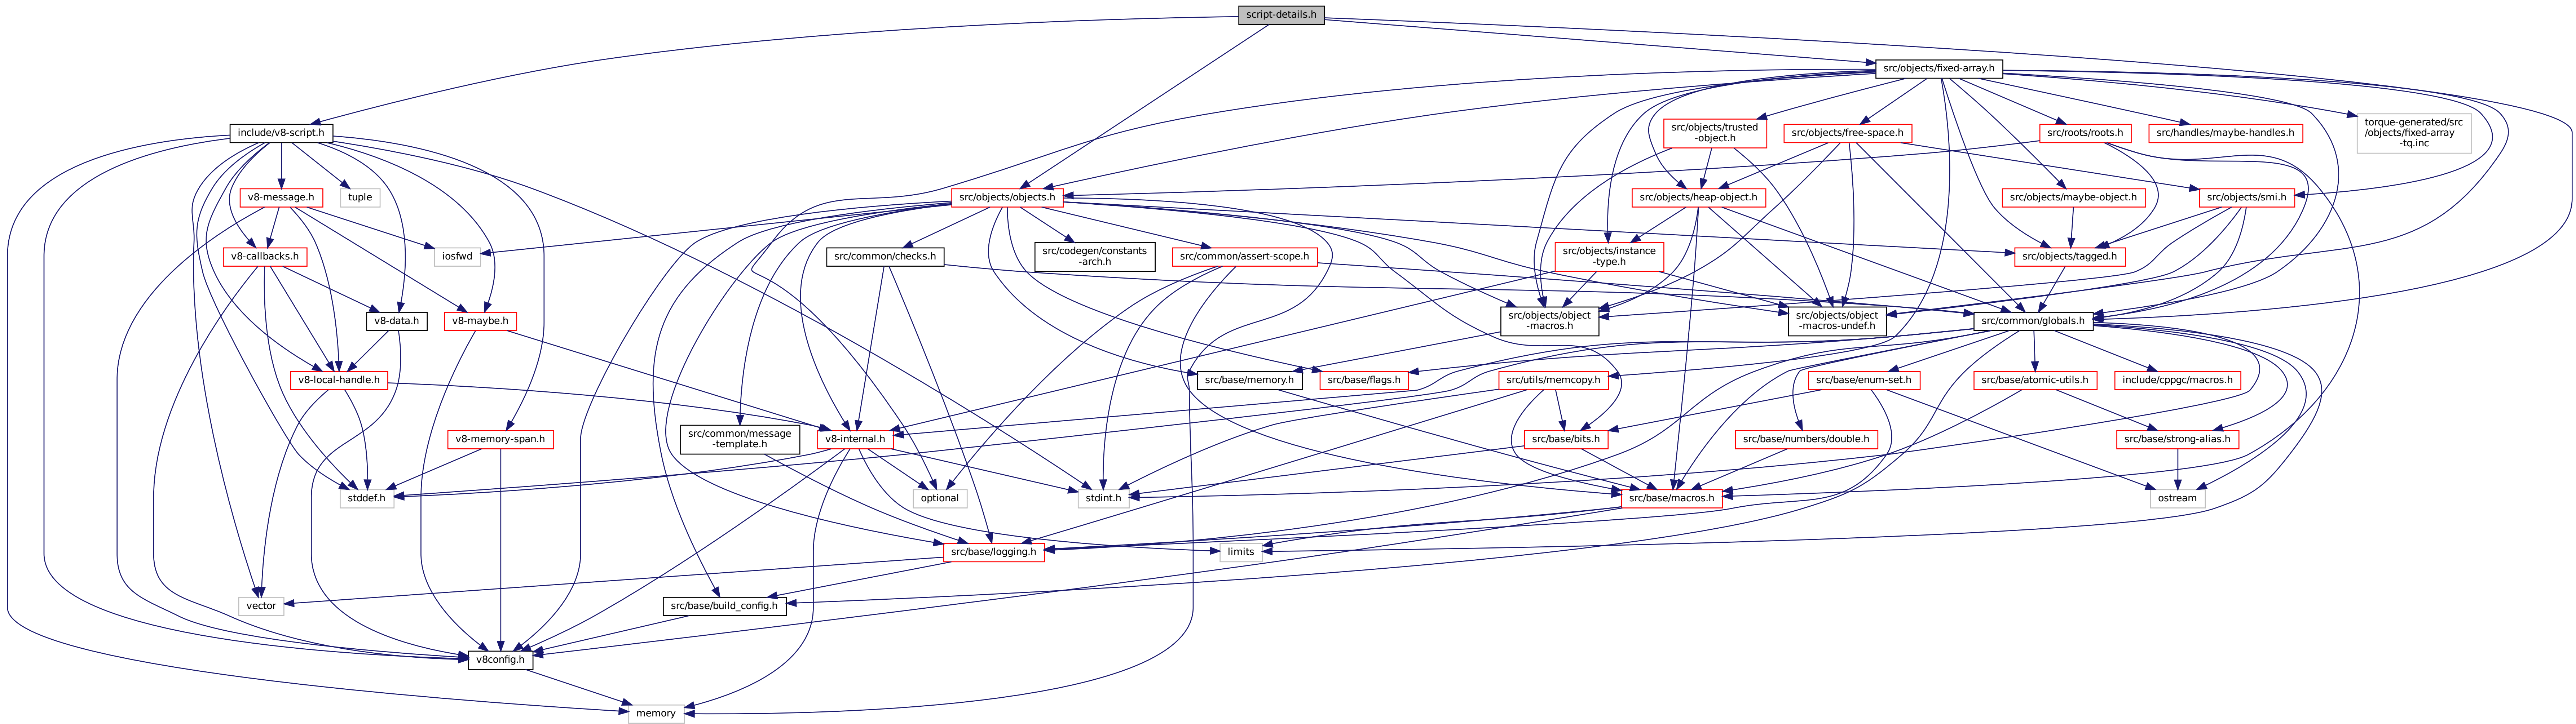 script-details.h
src/objects/fixed-array.h
include/v8-script.h
src/objects/trusted
-object.h
src/objects/free-space.h
src/roots/roots.h
src/handles/maybe-handles.h
torque-generated/src
/objects/fixed-array
-tq.inc
v8-message.h
tuple
src/objects/objects.h
src/objects/heap-object.h
src/objects/maybe-object.h
src/objects/smi.h
v8-callbacks.h
iosfwd
src/common/checks.h
src/codegen/constants
-arch.h
src/common/assert-scope.h
src/objects/instance
-type.h
src/objects/tagged.h
v8-data.h
v8-maybe.h
src/objects/object
-macros.h
src/objects/object
-macros-undef.h
src/common/globals.h
v8-local-handle.h
src/base/memory.h
src/base/flags.h
src/utils/memcopy.h
src/base/enum-set.h
src/base/atomic-utils.h
include/cppgc/macros.h
v8-memory-span.h
src/common/message
-template.h
v8-internal.h
src/base/bits.h
src/base/numbers/double.h
src/base/strong-alias.h
stddef.h
optional
stdint.h
src/base/macros.h
ostream
src/base/logging.h
limits
vector
src/base/build_config.h
v8config.h
memory